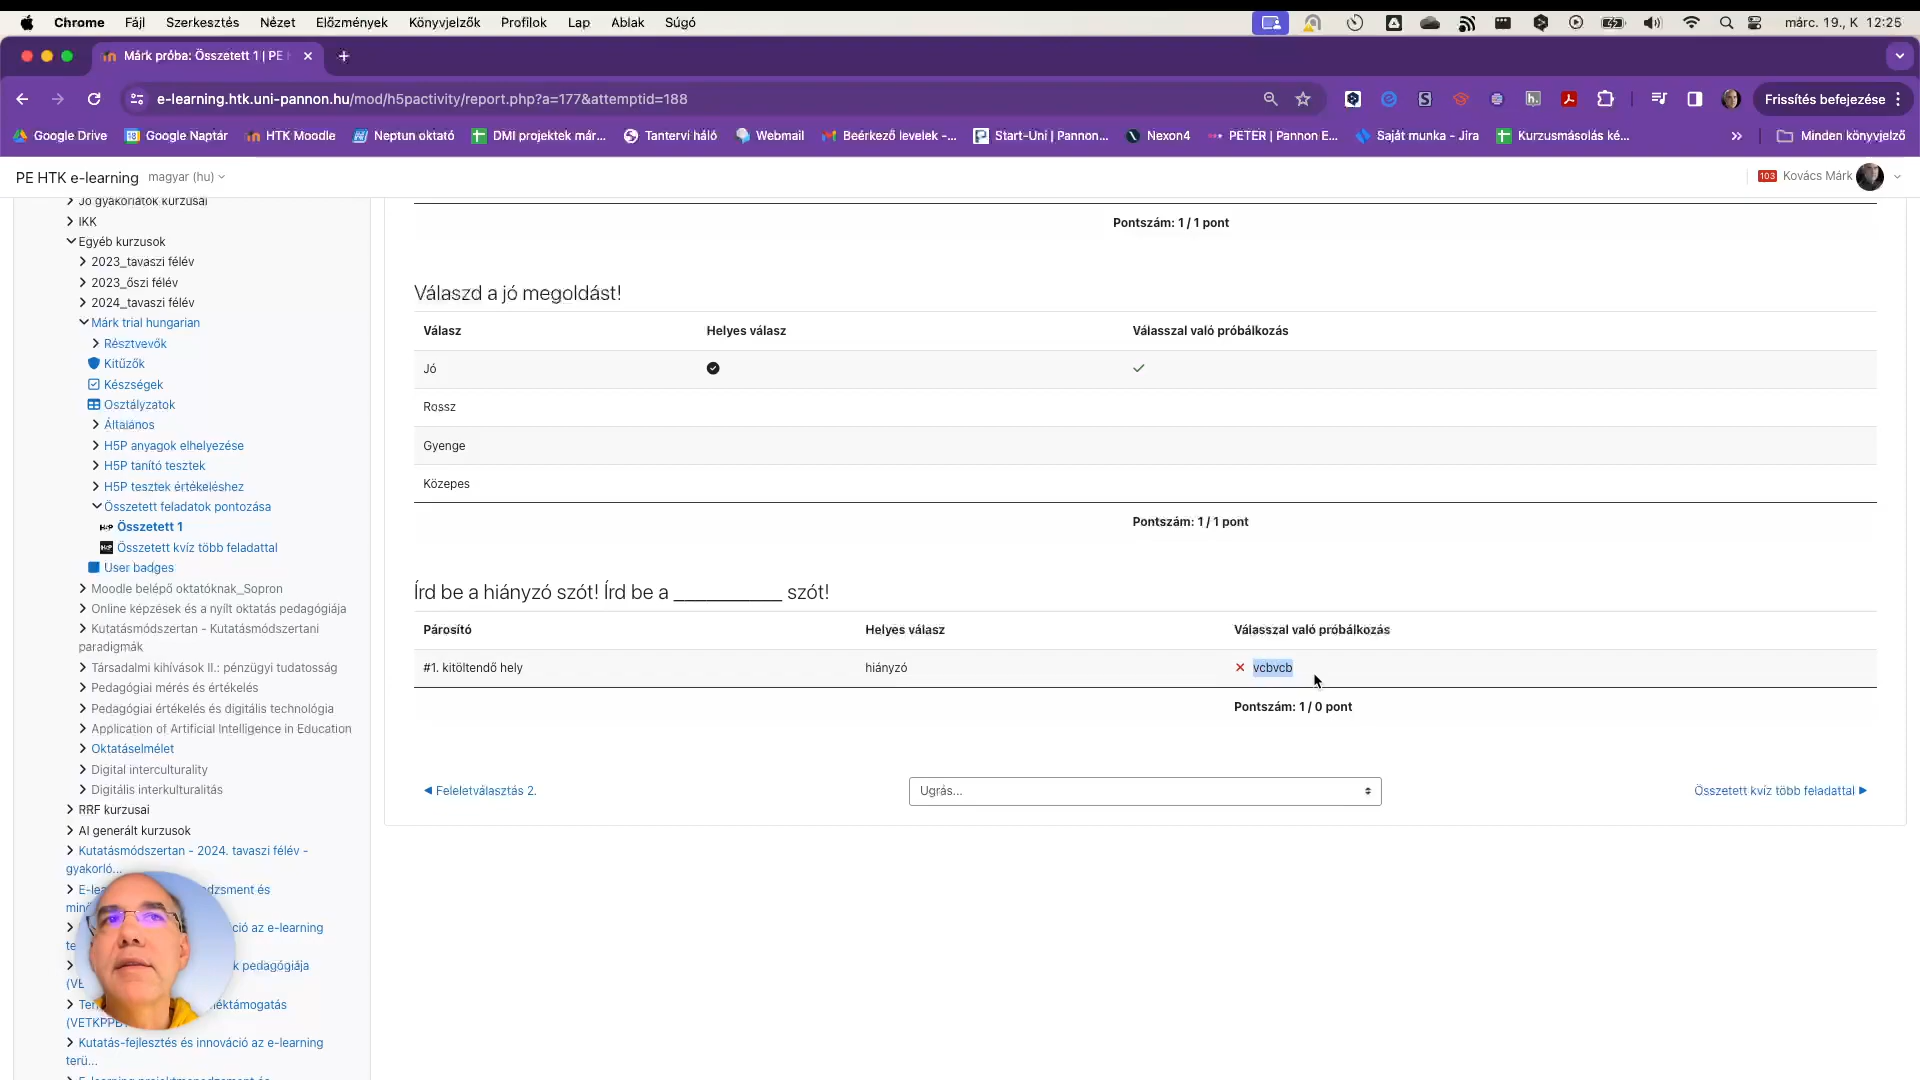 Chrome Fájl Szerkesztés Nézet Előzmények Könyvjelzők Profilok Lap Ablak Súgó márc. 19., K 12:25
Márk próba: Összetett 1 | PE
e-learning.htk.uni-pannon.hu/mod/h5pactivity/report.php?a=177&attemptid=188 Frissítés befejezése
Google Drive Google Naptár HTK Moodle Neptun oktató DMI projektek már... Tantervi háló Webmail Beérkező levelek -... Start-Uni | Pannon... Nexon4 PETER | Pannon E... Saját munka - Jira Kurzusmásolás ké... » Minden könyvjelző
PE HTK e-learning magyar (hu) 103 Kovács Márk
Jó gyakorlatok kurzusai
IKK
Egyéb kurzusok
2023_tavaszi félév
2023_őszi félév
2024_tavaszi félév
Márk trial hungarian
Résztvevők
Kitűzők
Készségek
Osztályzatok
Általános
H5P anyagok elhelyezése
H5P tanító tesztek
H5P tesztek értékeléshez
Összetett feladatok pontozása
Összetett 1
Összetett kvíz több feladattal
User badges
Moodle belépő oktatóknak_Sopron
Online képzések és a nyílt oktatás pedagógiája
Kutatásmódszertan - Kutatásmódszertani
paradigmák
Társadalmi kihívások II.: pénzügyi tudatosság
Pedagógiai mérés és értékelés
Pedagógiai értékelés és digitális technológia
Application of Artificial Intelligence in Education
Oktatáselmélet
Digital interculturality
Digitális interkulturalitás
RRF kurzusai
AI generált kurzusok
Kutatásmódszertan - 2024. tavaszi félév -
gyakorló...
ció az e-learning
k pedagógiája
(VETKPPD
Kutatás-fejlesztés és innováció az e-learning
terü...
Pontszám: 1 / 1 pont
Válaszd a jó megoldást!
Válasz Helyes válasz Válasszal való próbálkozás
Jó
Rossz
Gyenge
Közepes
Pontszám: 1 / 1 pont
Írd be a hiányzó szót! Írd be a __________ szót!
Párosító Helyes válasz Válasszal való próbálkozás
#1. kitöltendő hely hiányzó vcbvcb
Pontszám: 1 / 0 pont
◀ Feleletválasztás 2. Ugrás... Összetett kvíz több feladattal ▶